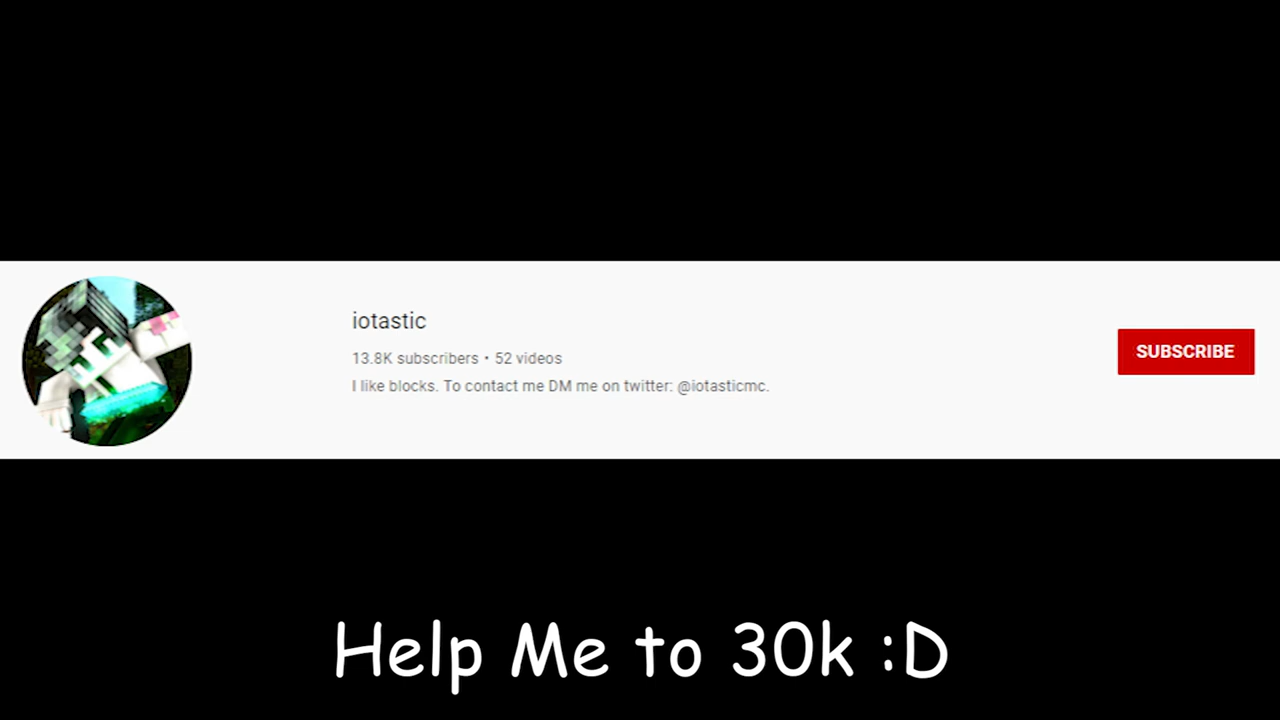 iotastic
13.8K subscribers • 52 videos
I like blocks. To contact me DM me on twitter: @iotasticmc.
SUBSCRIBE
Help Me to 30k :D